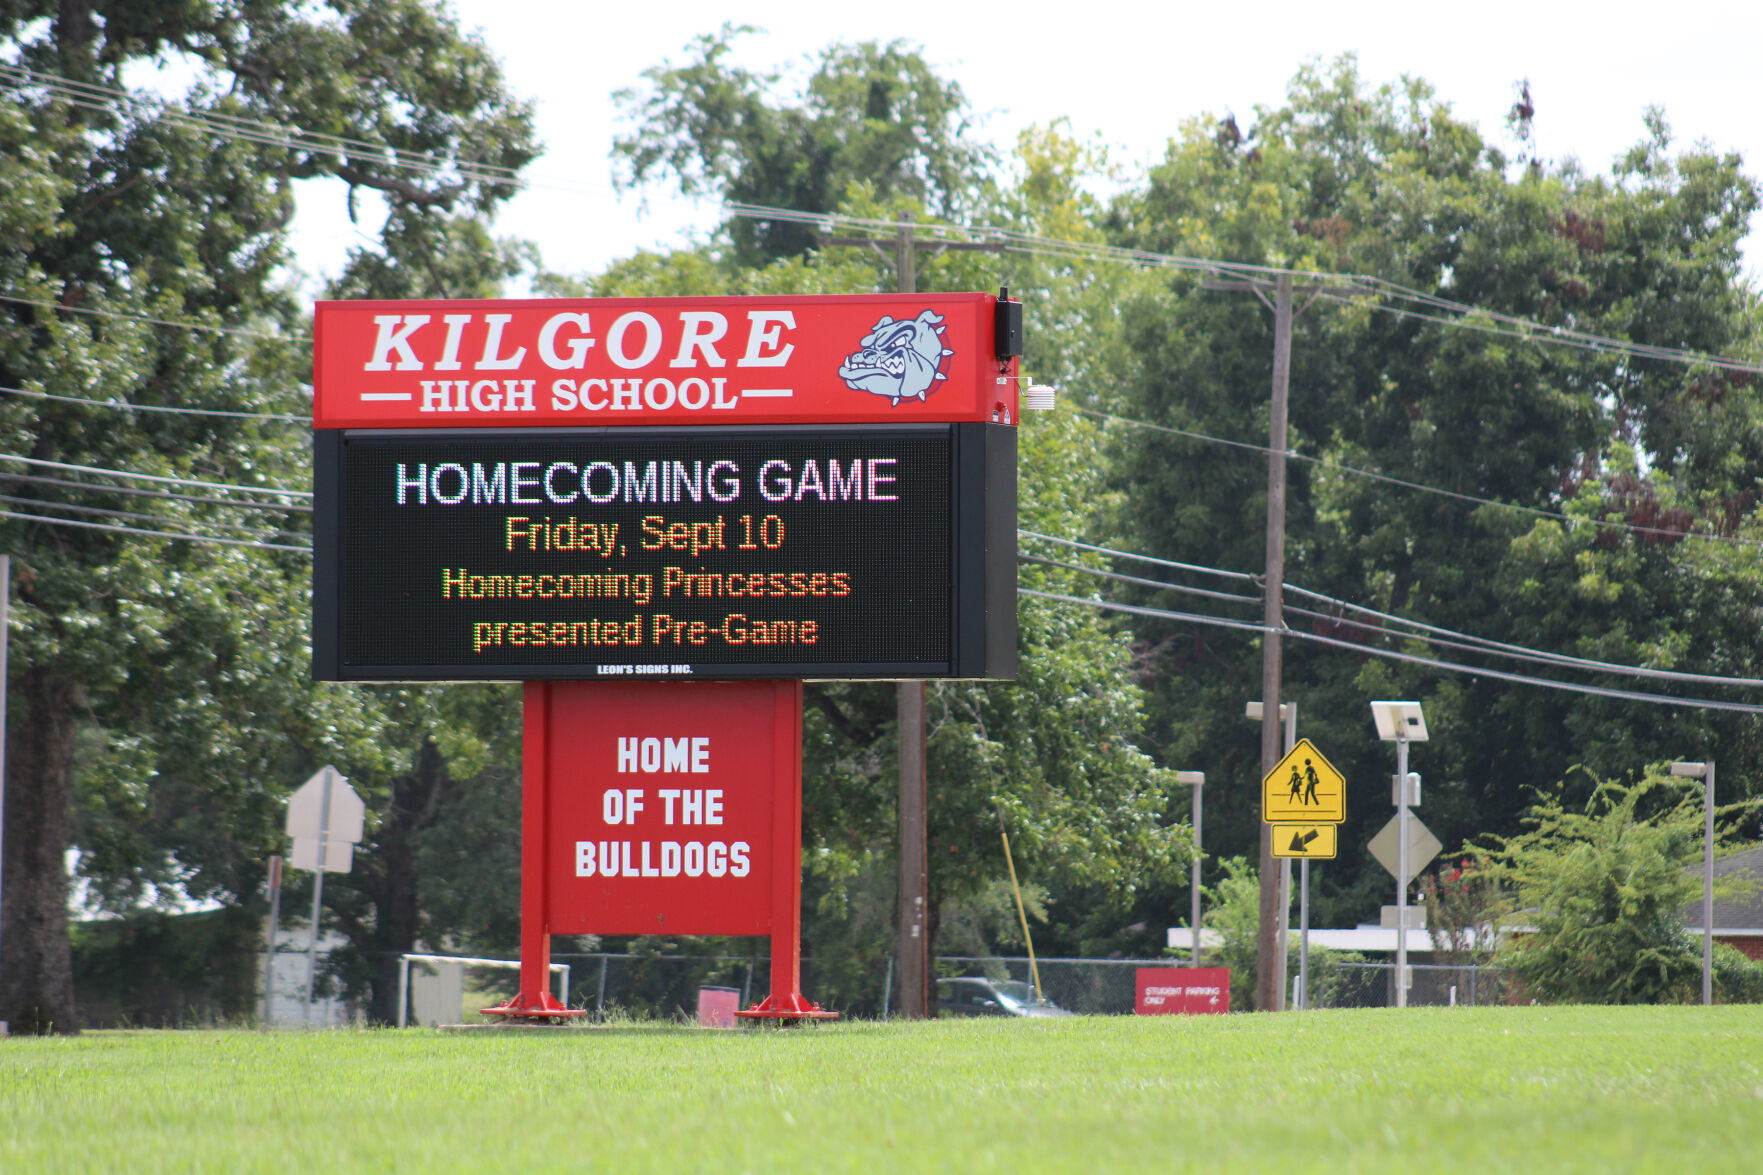 KILGORE
HIGH SCHOOL
HOMECOMING GAME
Friday, Sept 10
Homecoming Princesses
presented Pre-Game
LEON'S SIGNS INC.
HOME
OF THE
BULLDOGS
STUDENT PARKING
ONLY